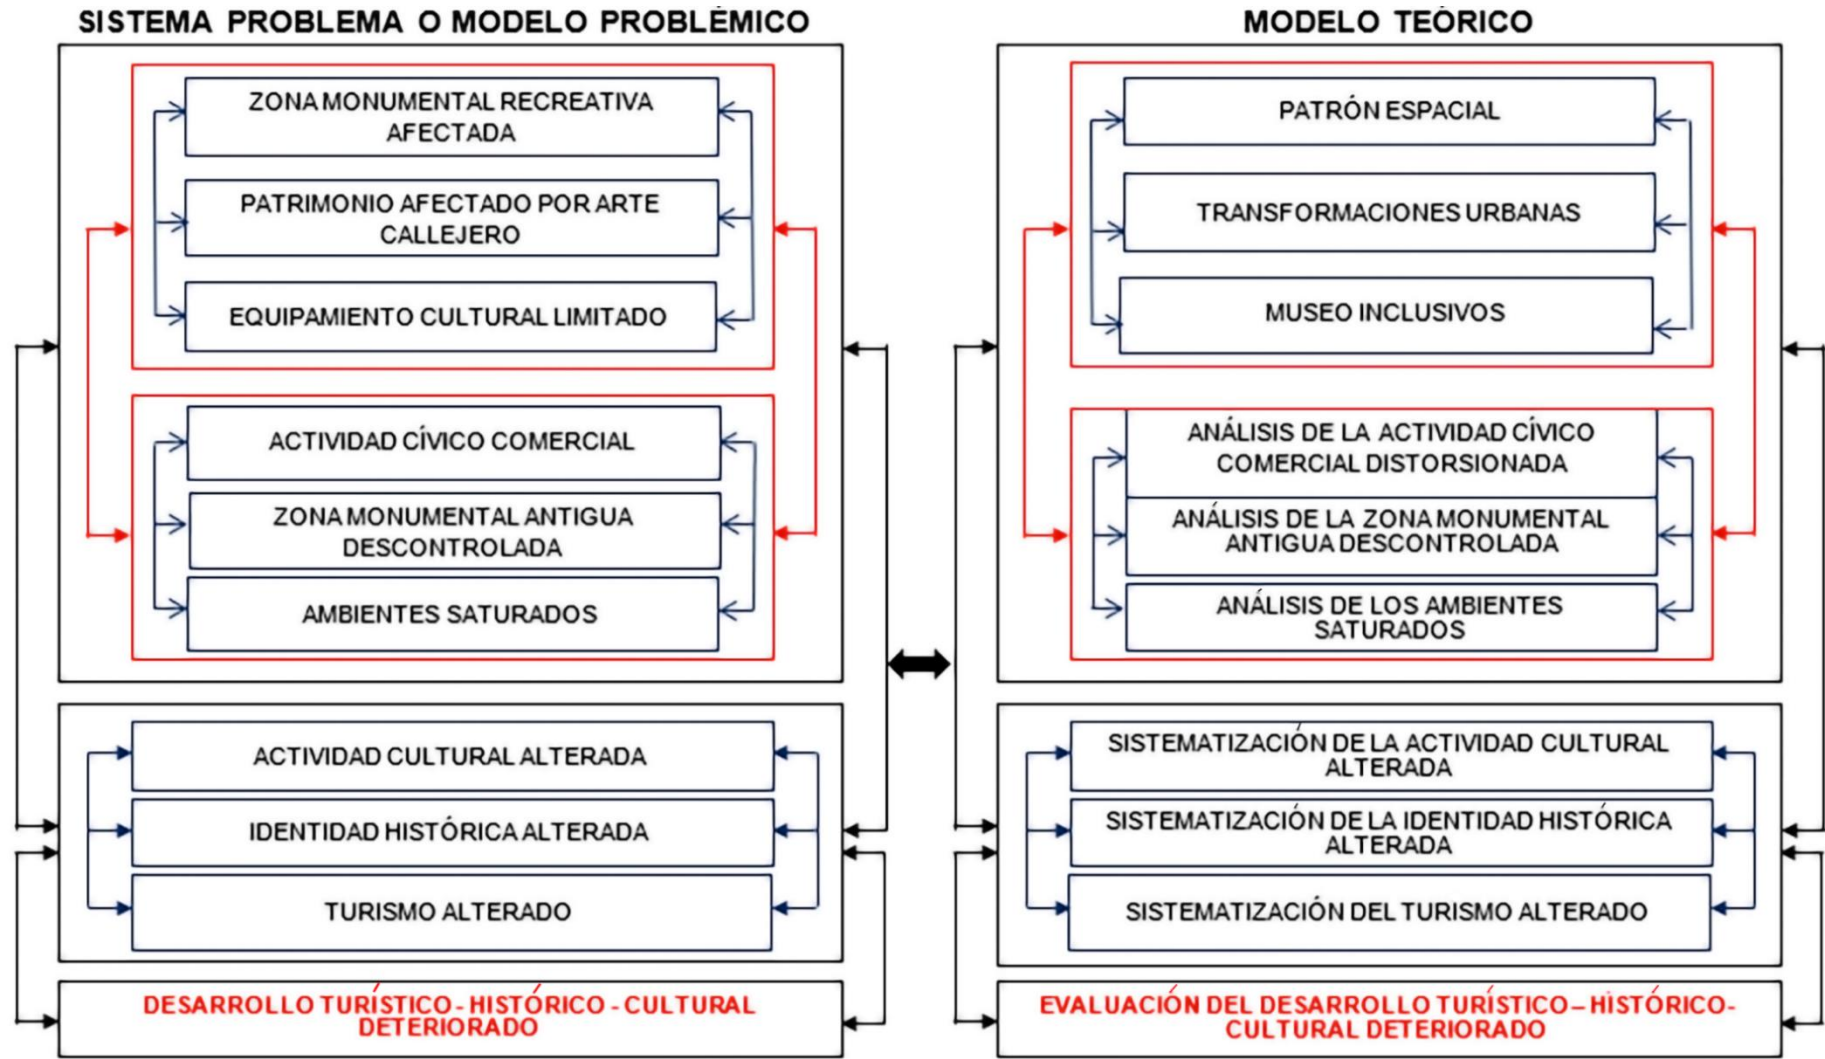 SISTEMA PROBLEMA O MODELO PROBLÉMICO
ZONA MONUMENTAL RECREATIVA
AFECTADA
PATRIMONIO AFECTADO POR ARTE
CALLEJERO
EQUIPAMIENTO CULTURAL LIMITADO
ACTIVIDAD CÍVICO COMERCIAL
ZONA MONUMENTAL ANTIGUA
DESCONTROLADA
AMBIENTES SATURADOS
ACTIVIDAD CULTURAL ALTERADA
IDENTIDAD HISTÓRICA ALTERADA
TURISMO ALTERADO
DESARROLLO TURÍSTICO - HISTÓRICO - CULTURAL
DETERIORADO
MODELO TEÓRICO
PATRÓN ESPACIAL
TRANSFORMACIONES URBANAS
MUSEO INCLUSIVOS
ANÁLISIS DE LA ACTIVIDAD CÍVICO
COMERCIAL DISTORSIONADA
ANÁLISIS DE LA ZONA MONUMENTAL
ANTIGUA DESCONTROLADA
ANÁLISIS DE LOS AMBIENTES
SATURADOS
SISTEMATIZACIÓN DE LA ACTIVIDAD CULTURAL
ALTERADA
SISTEMATIZACIÓN DE LA IDENTIDAD HISTÓRICA
ALTERADA
SISTEMATIZACIÓN DEL TURISMO ALTERADO
EVALUACIÓN DEL DESARROLLO TURÍSTICO – HÍSTÓRICO-
CULTURAL DETERIORADO